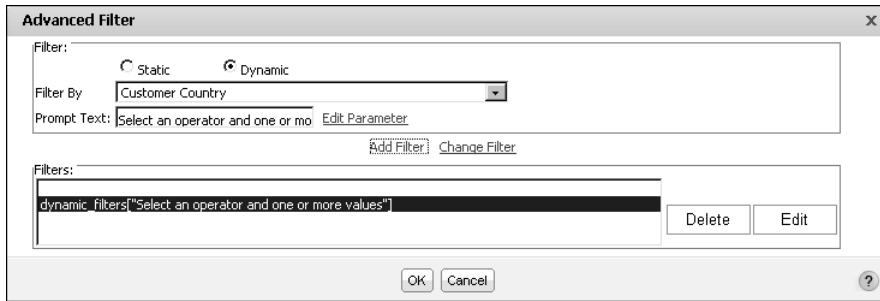 Advanced Filter x
Filter:
Static Dynamic
Filter By Customer Country
Prompt Text: Select an operator and one or mo Edit Parameter
Add Filter Change Filter
Filters:
dynamic_filters["Select an operator and one or more values"]
Delete Edit
OK Cancel ?